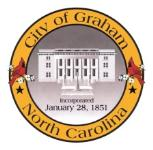 City of Graham
Incorporated
January 28, 1851
North Carolina